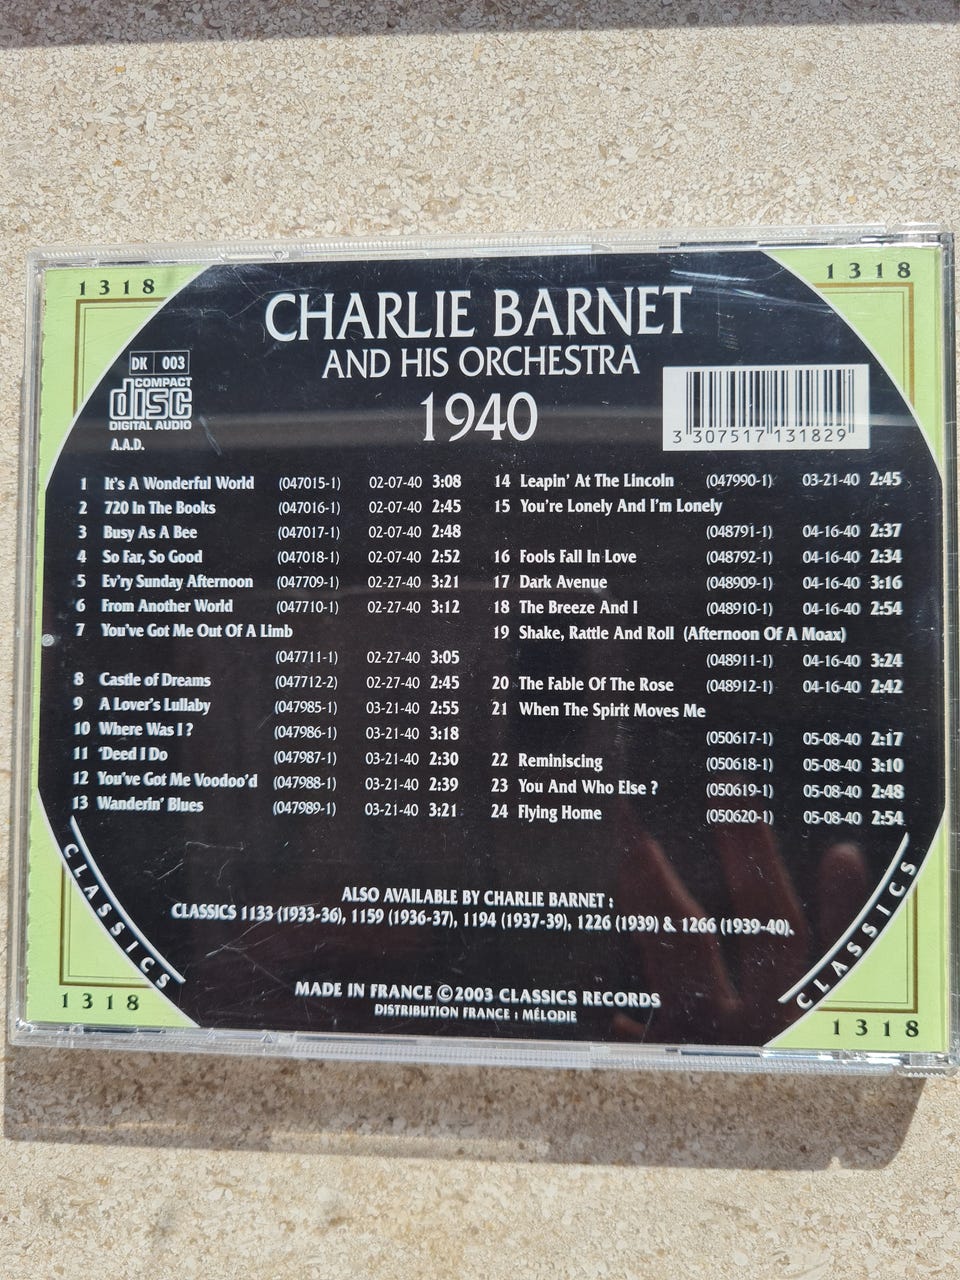 1318
1318
CHARLIE BARNET
AND HIS ORCHESTRA
1940
DK 003
COMPACT
disc
DIGITAL AUDIO
A.A.D.
3 307517 131829
1 It's A Wonderful World (047015-1) 02-07-40 3:08
2 720 In The Books (047016-1) 02-07-40 2:45
3 Busy As A Bee (047017-1) 02-07-40 2:48
4 So Far, So Good (047018-1) 02-07-40 2:52
5 Ev'ry Sunday Afternoon (047709-1) 02-27-40 3:21
6 From Another World (047710-1) 02-27-40 3:12
7 You've Got Me Out Of A Limb
(047711-1) 02-27-40 3:05
8 Castle of Dreams (047712-2) 02-27-40 2:45
9 A Lover's Lullaby (047985-1) 03-21-40 2:55
10 Where Was I ? (047986-1) 03-21-40 3:18
11 'Deed I Do (047987-1) 03-21-40 2:30
12 You've Got Me Voodoo'd (047988-1) 03-21-40 2:39
13 Wanderin' Blues (047989-1) 03-21-40 3:21
14 Leapin' At The Lincoln (047990-1) 03-21-40 2:45
15 You're Lonely And I'm Lonely
(048791-1) 04-16-40 2:37
16 Fools Fall In Love (048792-1) 04-16-40 2:34
17 Dark Avenue (048909-1) 04-16-40 3:16
18 The Breeze And I (048910-1) 04-16-40 2:54
19 Shake, Rattle And Roll (Afternoon Of A Moax)
(048911-1) 04-16-40 3:24
20 The Fable Of The Rose (048912-1) 04-16-40 2:42
21 When The Spirit Moves Me
(050617-1) 05-08-40 2:17
22 Reminiscing (050618-1) 05-08-40 3:10
23 You And Who Else ? (050619-1) 05-08-40 2:48
24 Flying Home (050620-1) 05-08-40 2:54
ALSO AVAILABLE BY CHARLIE BARNET :
CLASSICS 1133 (1933-36), 1159 (1936-37), 1194 (1937-39), 1226 (1939) & 1266 (1939-40).
MADE IN FRANCE ©2003 CLASSICS RECORDS
DISTRIBUTION FRANCE : MÉLODIE
CLASSICS
CLASSICS
1318
1318